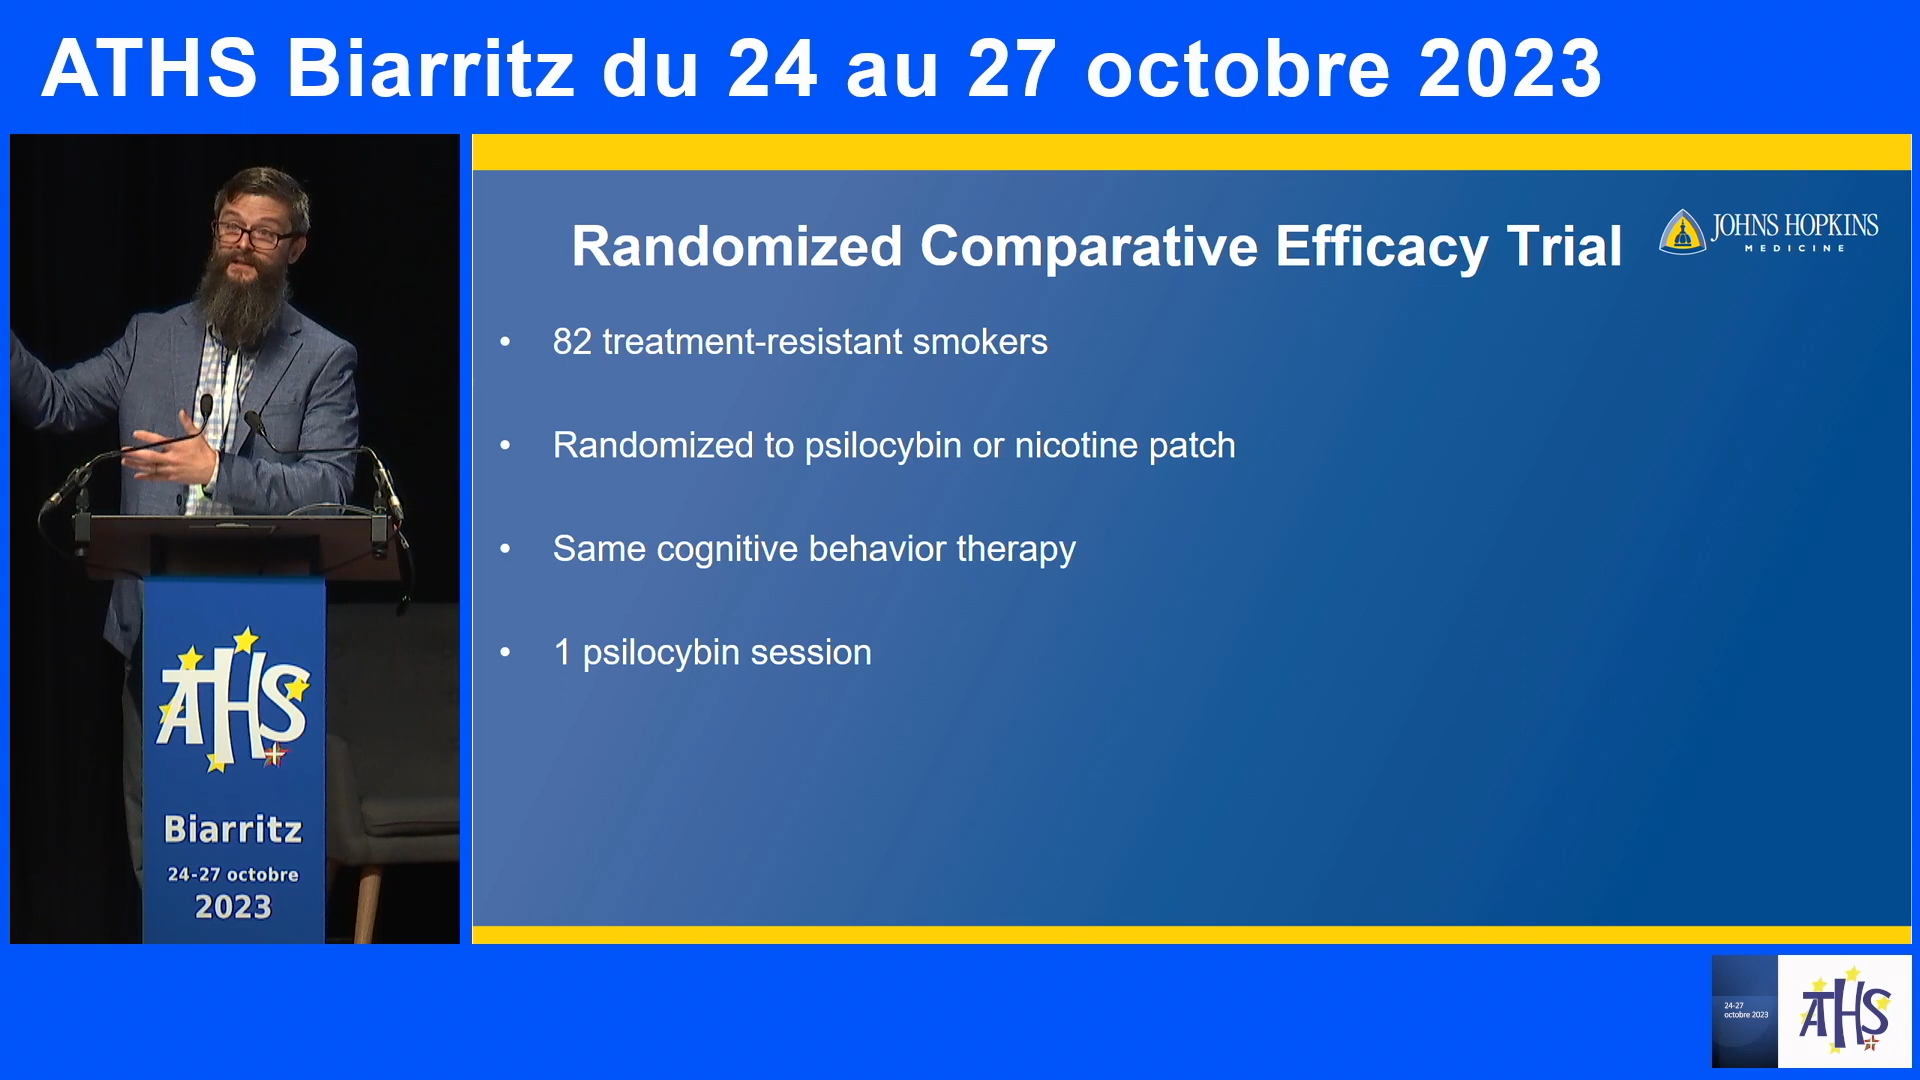 ATHS Biarritz du 24 au 27 octobre 2023
Randomized Comparative Efficacy Trial
JOHNS HOPKINS
MEDICINE
• 82 treatment-resistant smokers
• Randomized to psilocybin or nicotine patch
• Same cognitive behavior therapy
• 1 psilocybin session
ATHS
Biarritz
24-27 octobre
2023
24-27
octobre 2023
ATHS